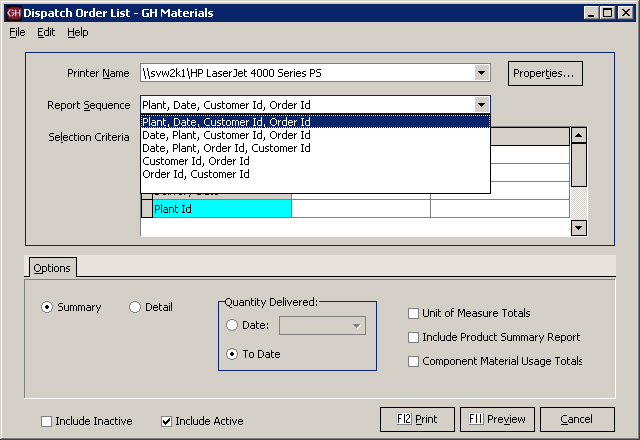 GH Dispatch Order List - GH Materials
File Edit Help
Printer Name \\svw2k1\HP LaserJet 4000 Series PS Properties...
Report Sequence Plant, Date, Customer Id, Order Id
Plant, Date, Customer Id, Order Id
Selection Criteria Date, Plant, Customer Id, Order Id
Date, Plant, Order Id, Customer Id
Customer Id, Order Id
Order Id, Customer Id
Delivery Date
Plant Id
Options
Summary Detail
Quantity Delivered:
Date:
To Date
Unit of Measure Totals
Include Product Summary Report
Component Material Usage Totals
Include Inactive Include Active
F12 Print F11 Preview Cancel